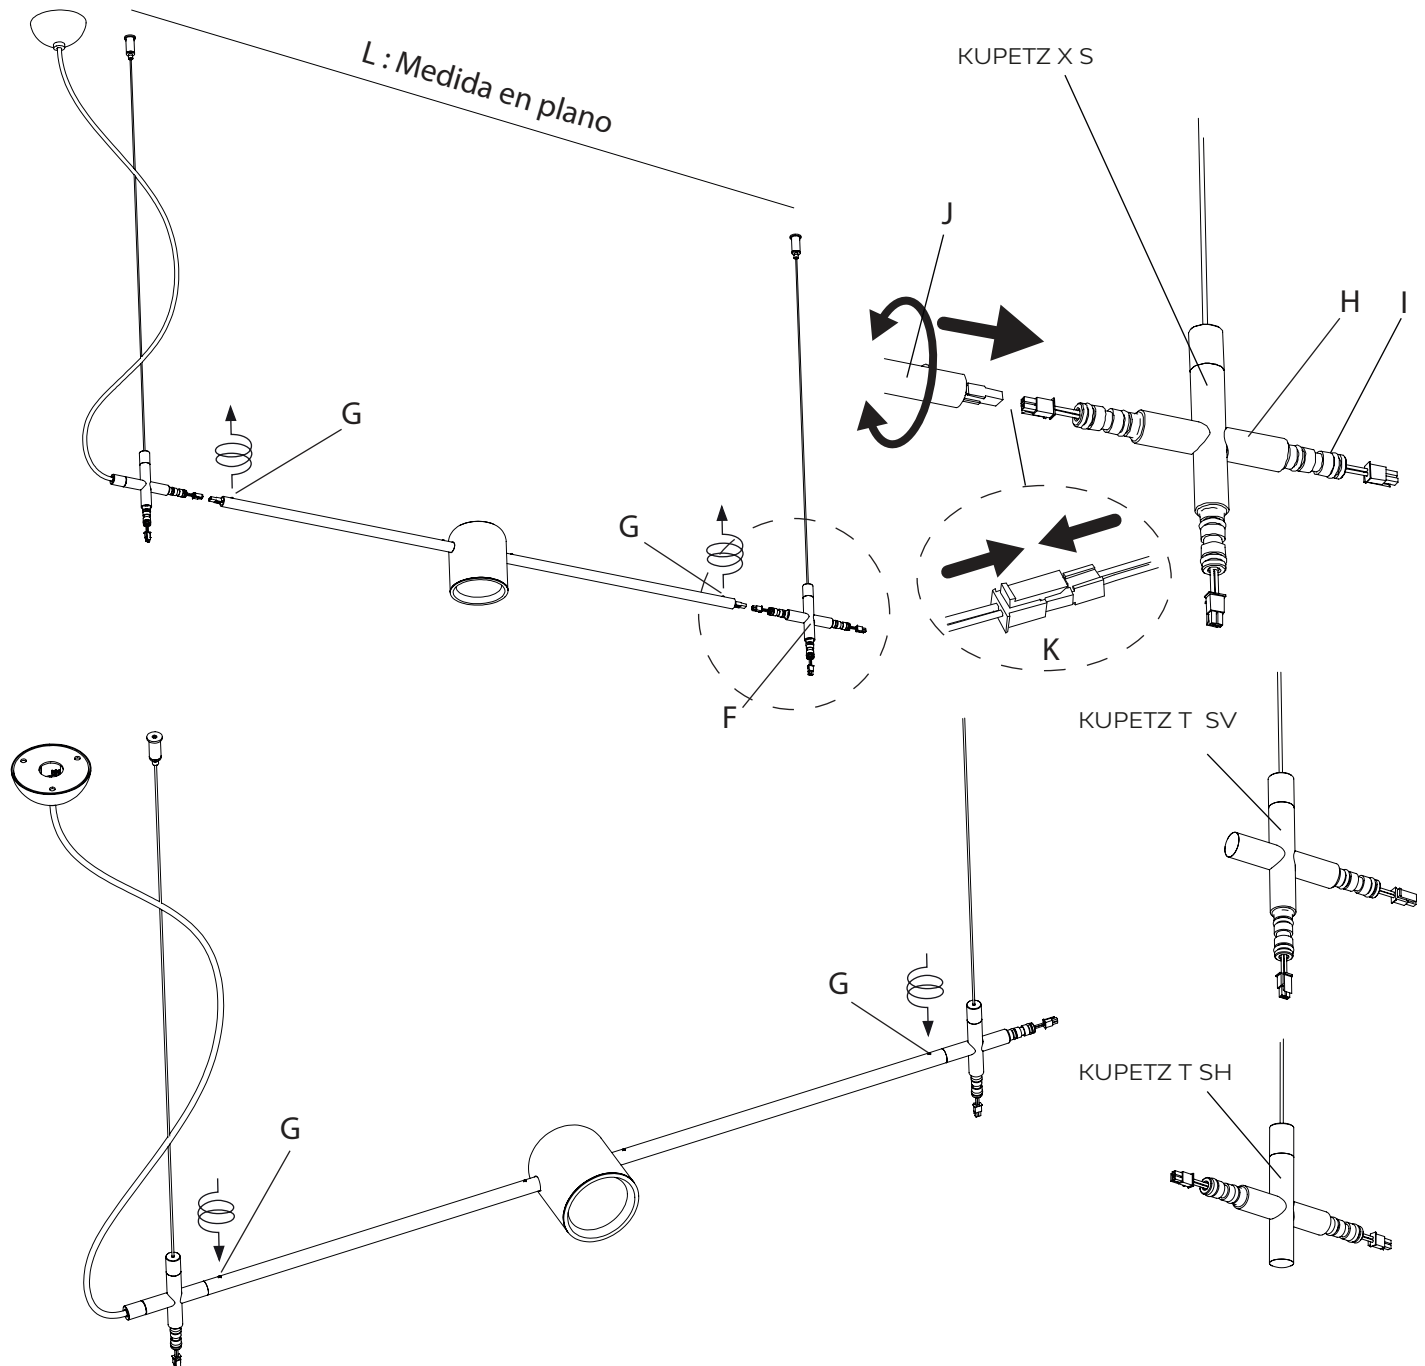 L : Medida en plano
KUPETZ X S
J
H
I
G
G
K
F
KUPETZ T SV
G
KUPETZ T SH
G